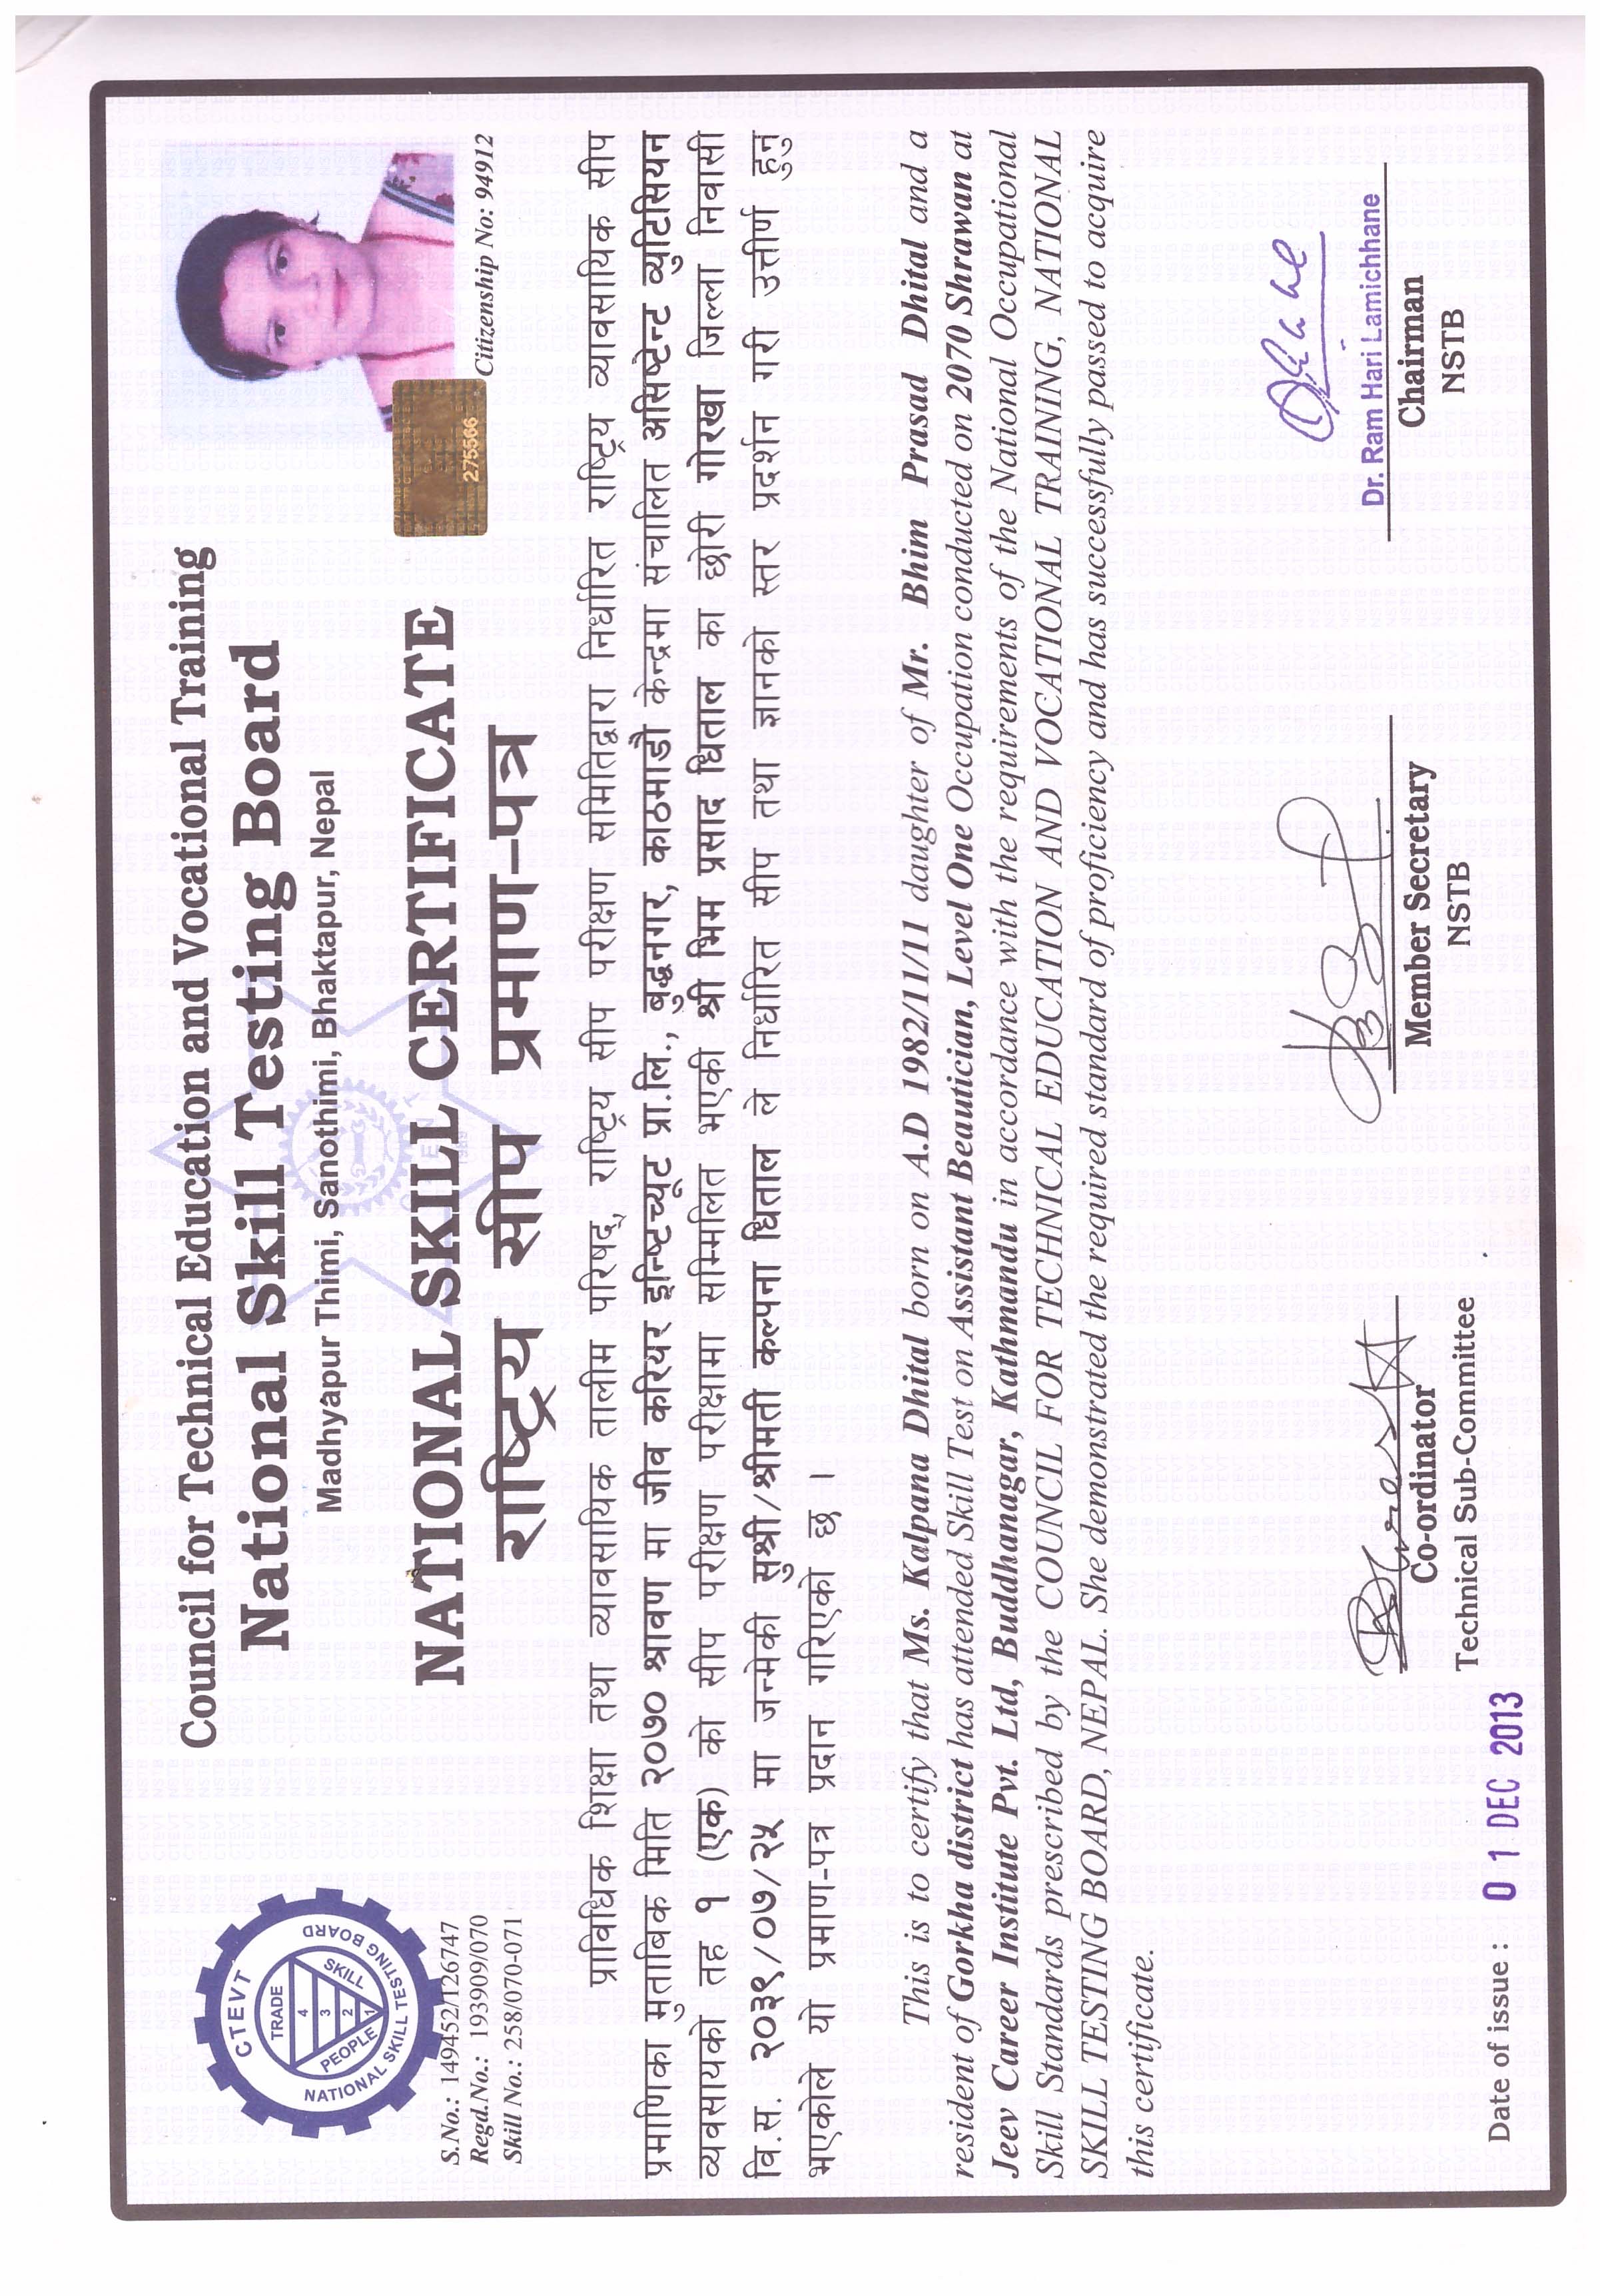 Council for Technical Education and Vocational Training
National Skill Testing Board
Madhyapur Thimi, Sanothimi, Bhaktapur, Nepal
CTEVT
NATIONAL SKILL TESTING BOARD
TRADE
PEOPLE
SKILLS
4
3
2
1
NATIONAL SKILL CERTIFICATE
राष्ट्रिय सीप प्रमाण-पत्र
1989
S.No.: 149452/126747
Regd.No.: 193909/070
Skill No.: 258/070-071
275566
Citizenship No: 94912
प्राविधिक शिक्षा तथा व्यावसायिक तालीम परिषद्, राष्ट्रिय सीप परीक्षण समितिद्वारा निर्धारित राष्ट्रिय व्यावसायिक सीप
प्रमाणिका मुताबिक मिति २०७० श्रावण मा जीव करियर इन्ष्टिच्यूट प्रा.लि., बुद्धनगर, काठमाडौ केन्द्रमा संचालित असिष्टेन्ट व्युटिसियन
व्यवसायको तह १ (एक) को सीप परीक्षण परीक्षामा सम्मिलित भएकी श्री भिम प्रसाद धिताल का छोरी गोरखा जिल्ला निवासी
वि.स. २०३९/०७/२५ मा जन्मेकी सुश्री/श्रीमती कल्पना धिताल ले निर्धारित सीप तथा ज्ञानको स्तर प्रदर्शन गरी उत्तीर्ण हुनु
भएकोले यो प्रमाण-पत्र प्रदान गरिएको छ ।
This is to certify that Ms. Kalpana Dhital born on A.D 1982/11/11 daughter of Mr. Bhim Prasad Dhital and a
resident of Gorkha district has attended Skill Test on Assistant Beautician, Level One Occupation conducted on 2070 Shrawan at
Jeev Career Institute Pvt. Ltd, Buddhanagar, Kathmandu in accordance with the requirements of the National Occupational
Skill Standards prescribed by the COUNCIL FOR TECHNICAL EDUCATION AND VOCATIONAL TRAINING, NATIONAL
SKILL TESTING BOARD, NEPAL. She demonstrated the required standard of proficiency and has successfully passed to acquire
this certificate.
Dr. Ram Hari Lamichhane
Co-ordinator
Technical Sub-Committee
Member Secretary
NSTB
Chairman
NSTB
Date of issue : 0 1 DEC 2013